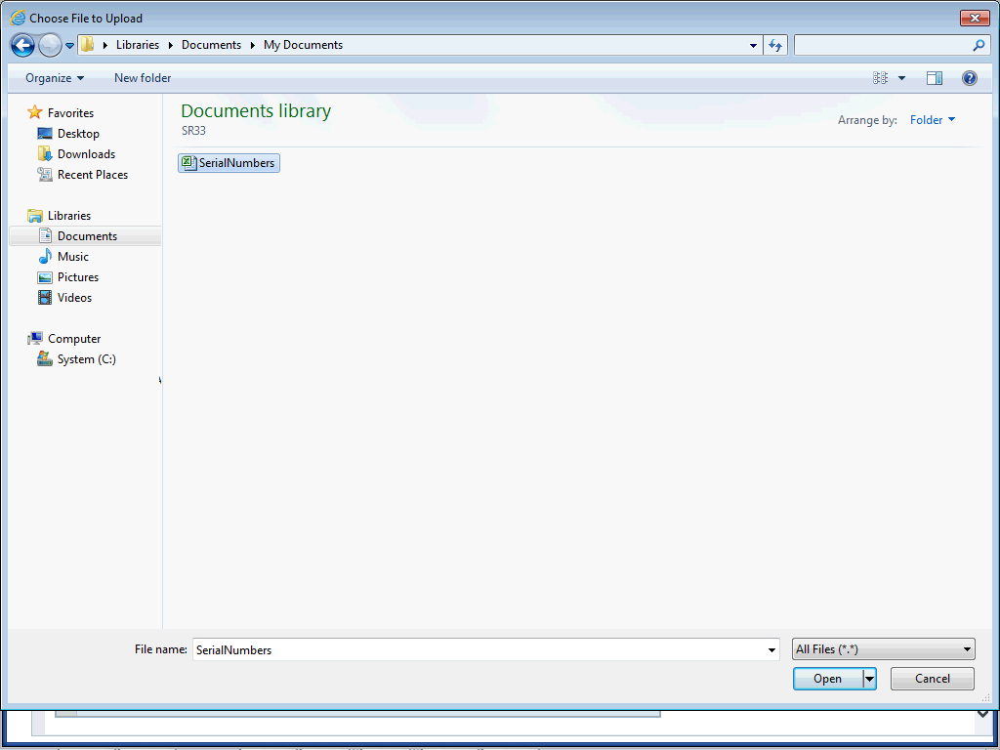 Choose File to Upload
Libraries Documents My Documents
Organize New folder
Favorites
Desktop
Downloads
Recent Places
Libraries
Documents
Music
Pictures
Videos
Computer
System (C:)
Documents library
SR33
Arrange by: Folder
SerialNumbers
File name: SerialNumbers
All Files (*.*)
Open
Cancel